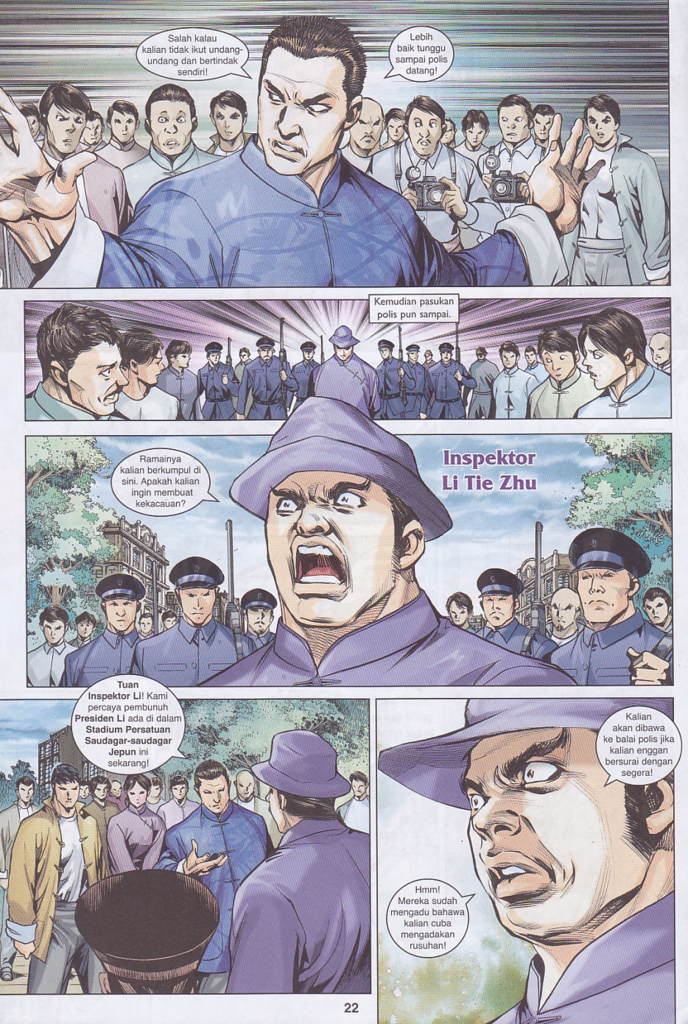 Salah kalau
kalian tidak ikut undang-
undang dan bertindak
sendiri!
Lebih
baik tunggu
sampai polis
datang!
Kemudian pasukan
polis pun sampai.
Ramainya
kalian berkumpul di
sini. Apakah kalian
ingin membuat
kekacauan?
Inspektor
Li Tie Zhu
Tuan
Inspektor Li! Kami
percaya pembunuh
Presiden Li ada di dalam
Stadium Persatuan
Saudagar-saudagar
Jepun ini
sekarang!
Kalian
akan dibawa
ke balai polis jika
kalian enggan
bersurai dengan
segera!
Hmm!
Mereka sudah
mengadu bahawa
kalian cuba
mengadakan
rusuhan!
22